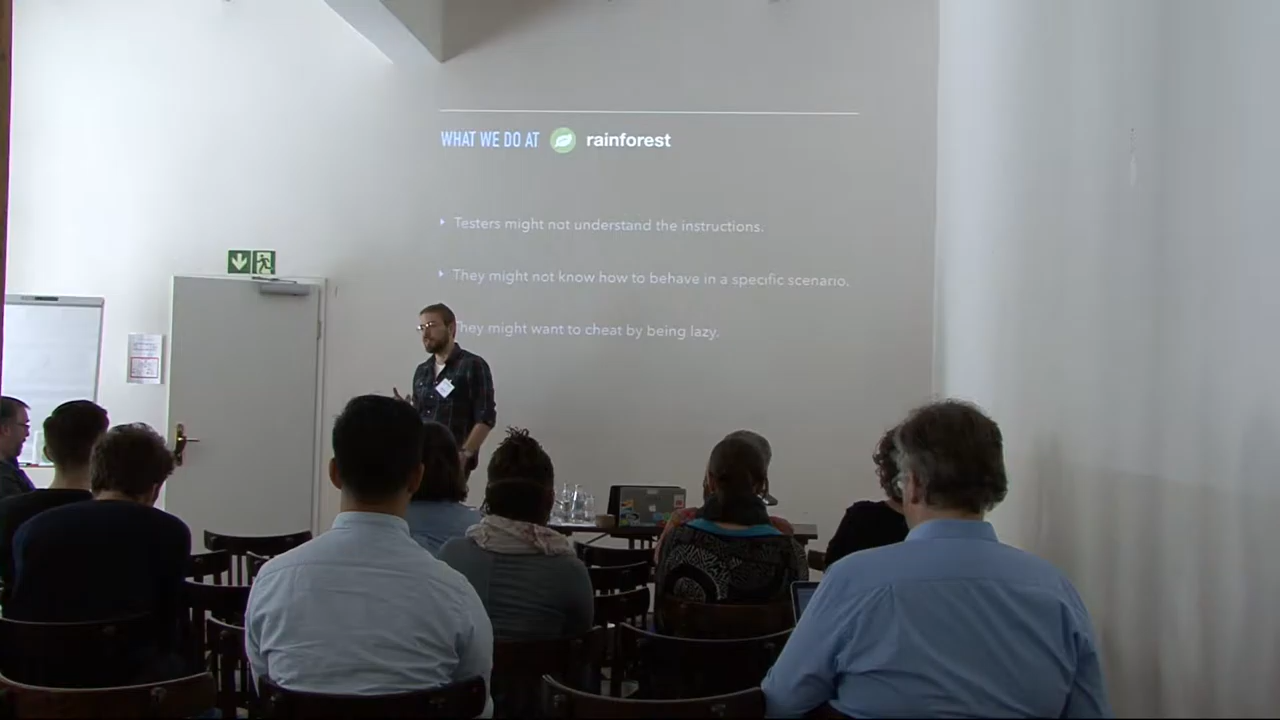 WHAT WE DO AT rainforest
Testers might not understand the instructions.
They might not know how to behave in a specific scenario.
They might want to cheat by being lazy.